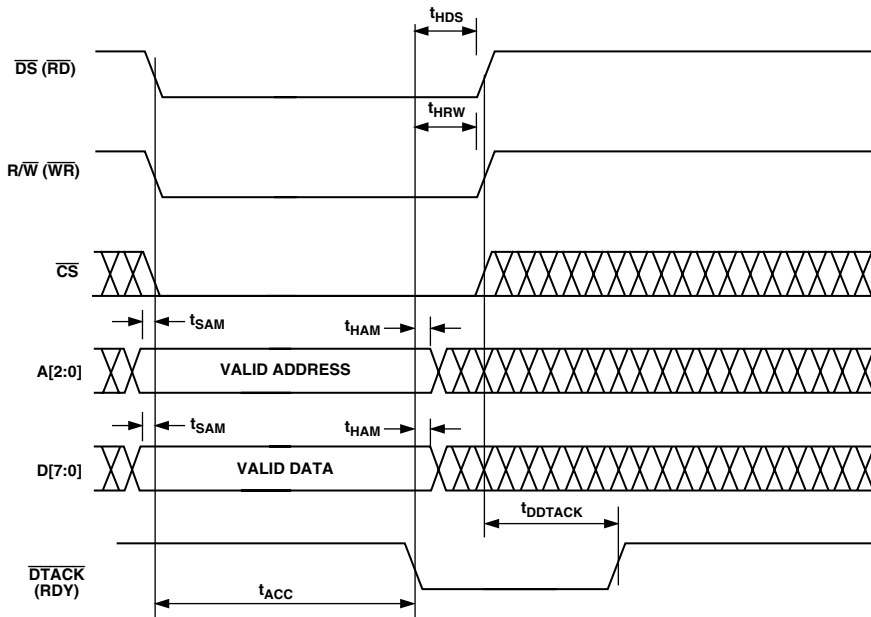 tHDS
DS (RD)
tHRW
R/W (WR)
CS
tSAM
tHAM
A[2:0]
VALID ADDRESS
tSAM
tHAM
D[7:0]
VALID DATA
tDDTACK
DTACK
(RDY)
tACC